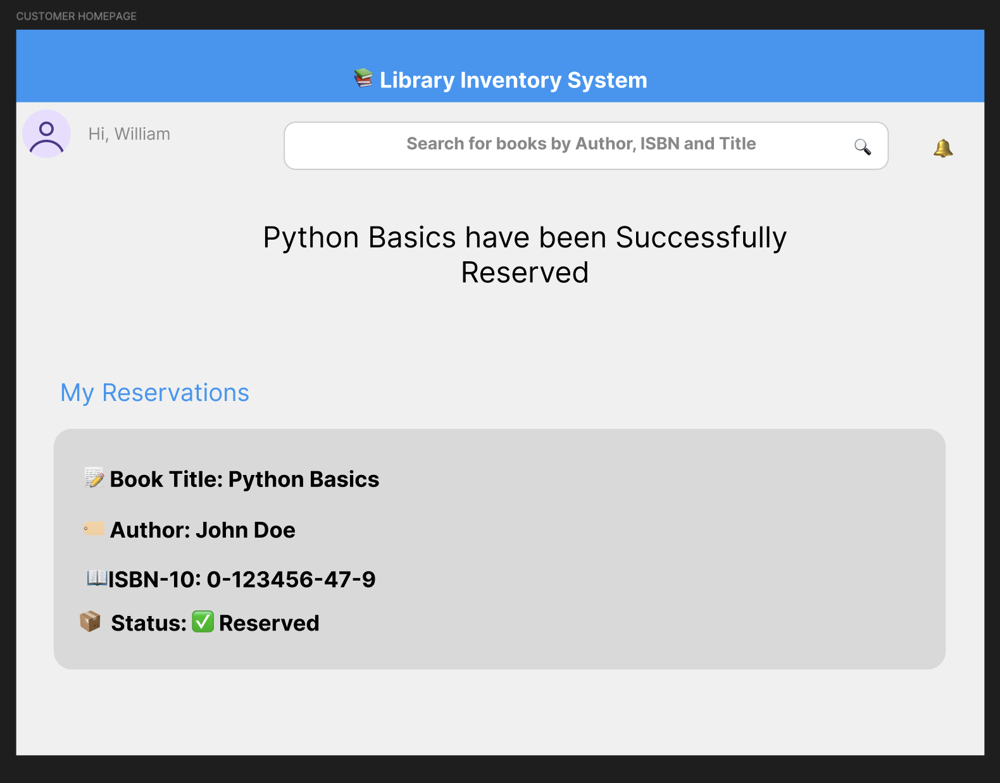 CUSTOMER HOMEPAGE
📚 Library Inventory System
Hi, William
Search for books by Author, ISBN and Title 🔍 🔔
Python Basics have been Successfully
Reserved
My Reservations
📝 Book Title: Python Basics
🏷️ Author: John Doe
📖ISBN-10: 0-123456-47-9
📦 Status: ✅ Reserved